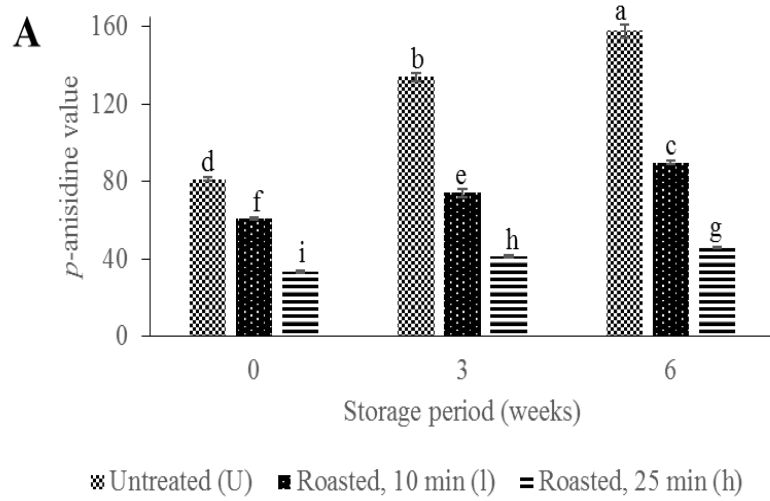 A
160
120
80
40
0
p-anisidine value
d
f
i
b
e
h
a
c
g
0 3 6
Storage period (weeks)
Untreated (U) Roasted, 10 min (l) Roasted, 25 min (h)